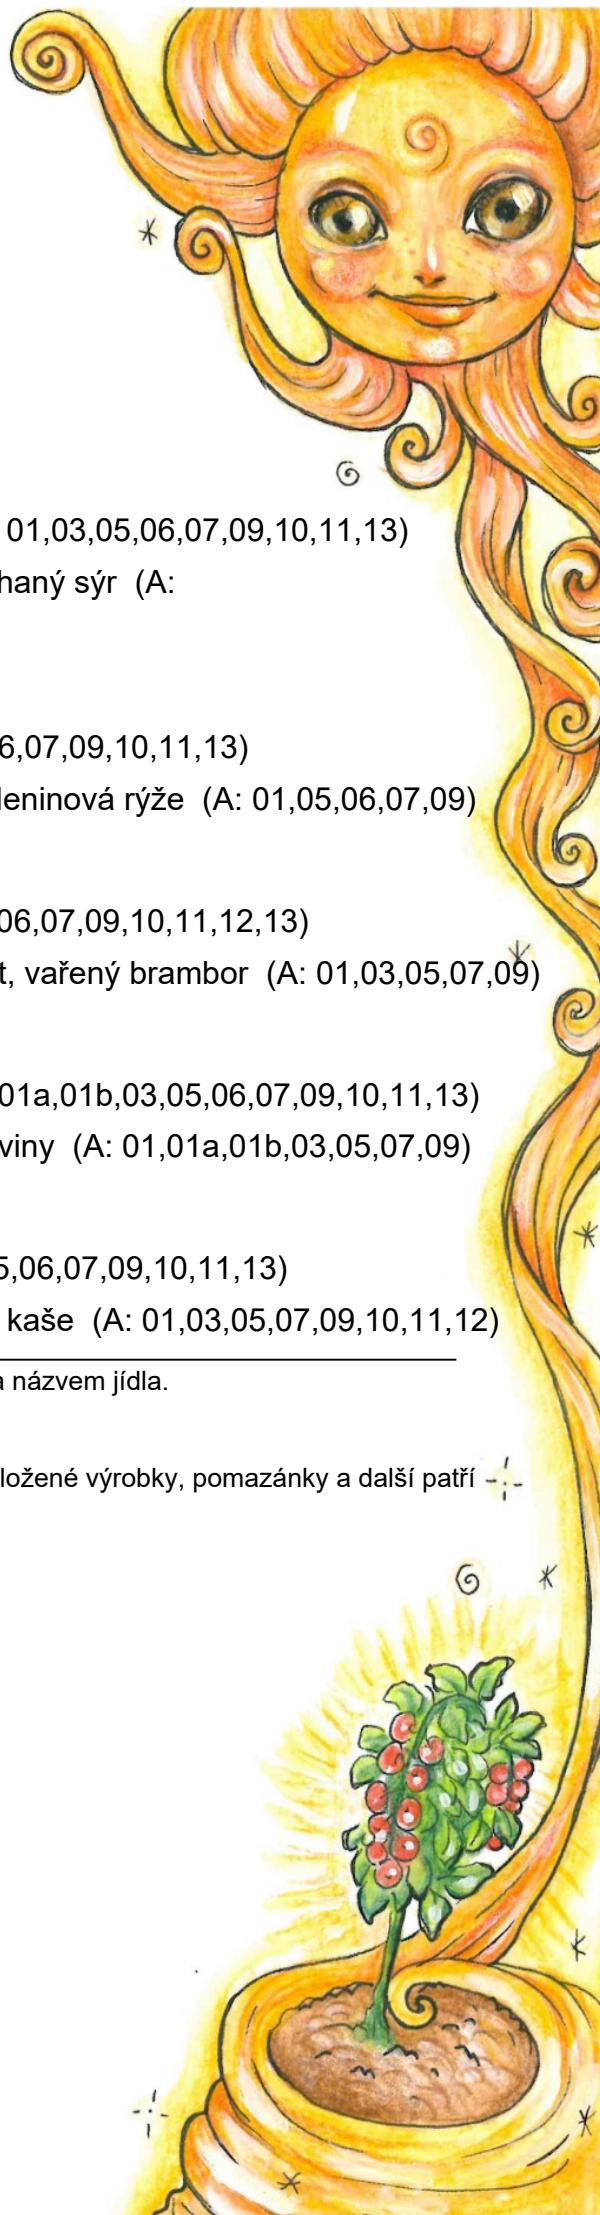 01,03,05,06,07,09,10,11,13)
haný sýr (A:
6,07,09,10,11,13)
leninová rýže (A: 01,05,06,07,09)
06,07,09,10,11,12,13)
t, vařený brambor (A: 01,03,05,07,09)
01a,01b,03,05,06,07,09,10,11,13)
viny (A: 01,01a,01b,03,05,07,09)
5,06,07,09,10,11,13)
kaše (A: 01,03,05,07,09,10,11,12)
a názvem jídla.
ložené výrobky, pomazánky a další patří